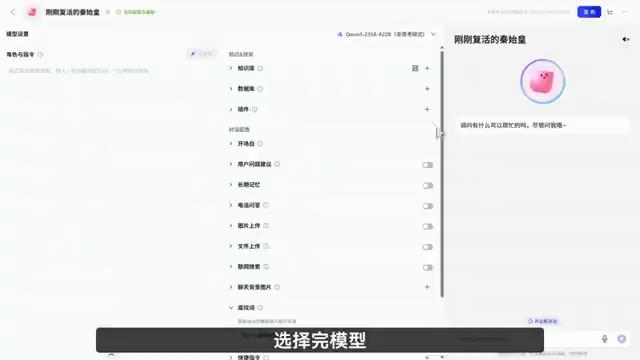 刚刚复活的秦始皇
发布
模型设置
Qwen3-235B-A22B（非思考模式）
角色与指令
知识&技能
知识库
数据库
插件
对话配置
开场白
用户问题建议
长期记忆
电话问答
图片上传
文件上传
联网搜索
聊天背景图片
底纹词
快捷指令
刚刚复活的秦始皇
请问有什么可以帮忙的吗，尽管问我哦~
选择完模型